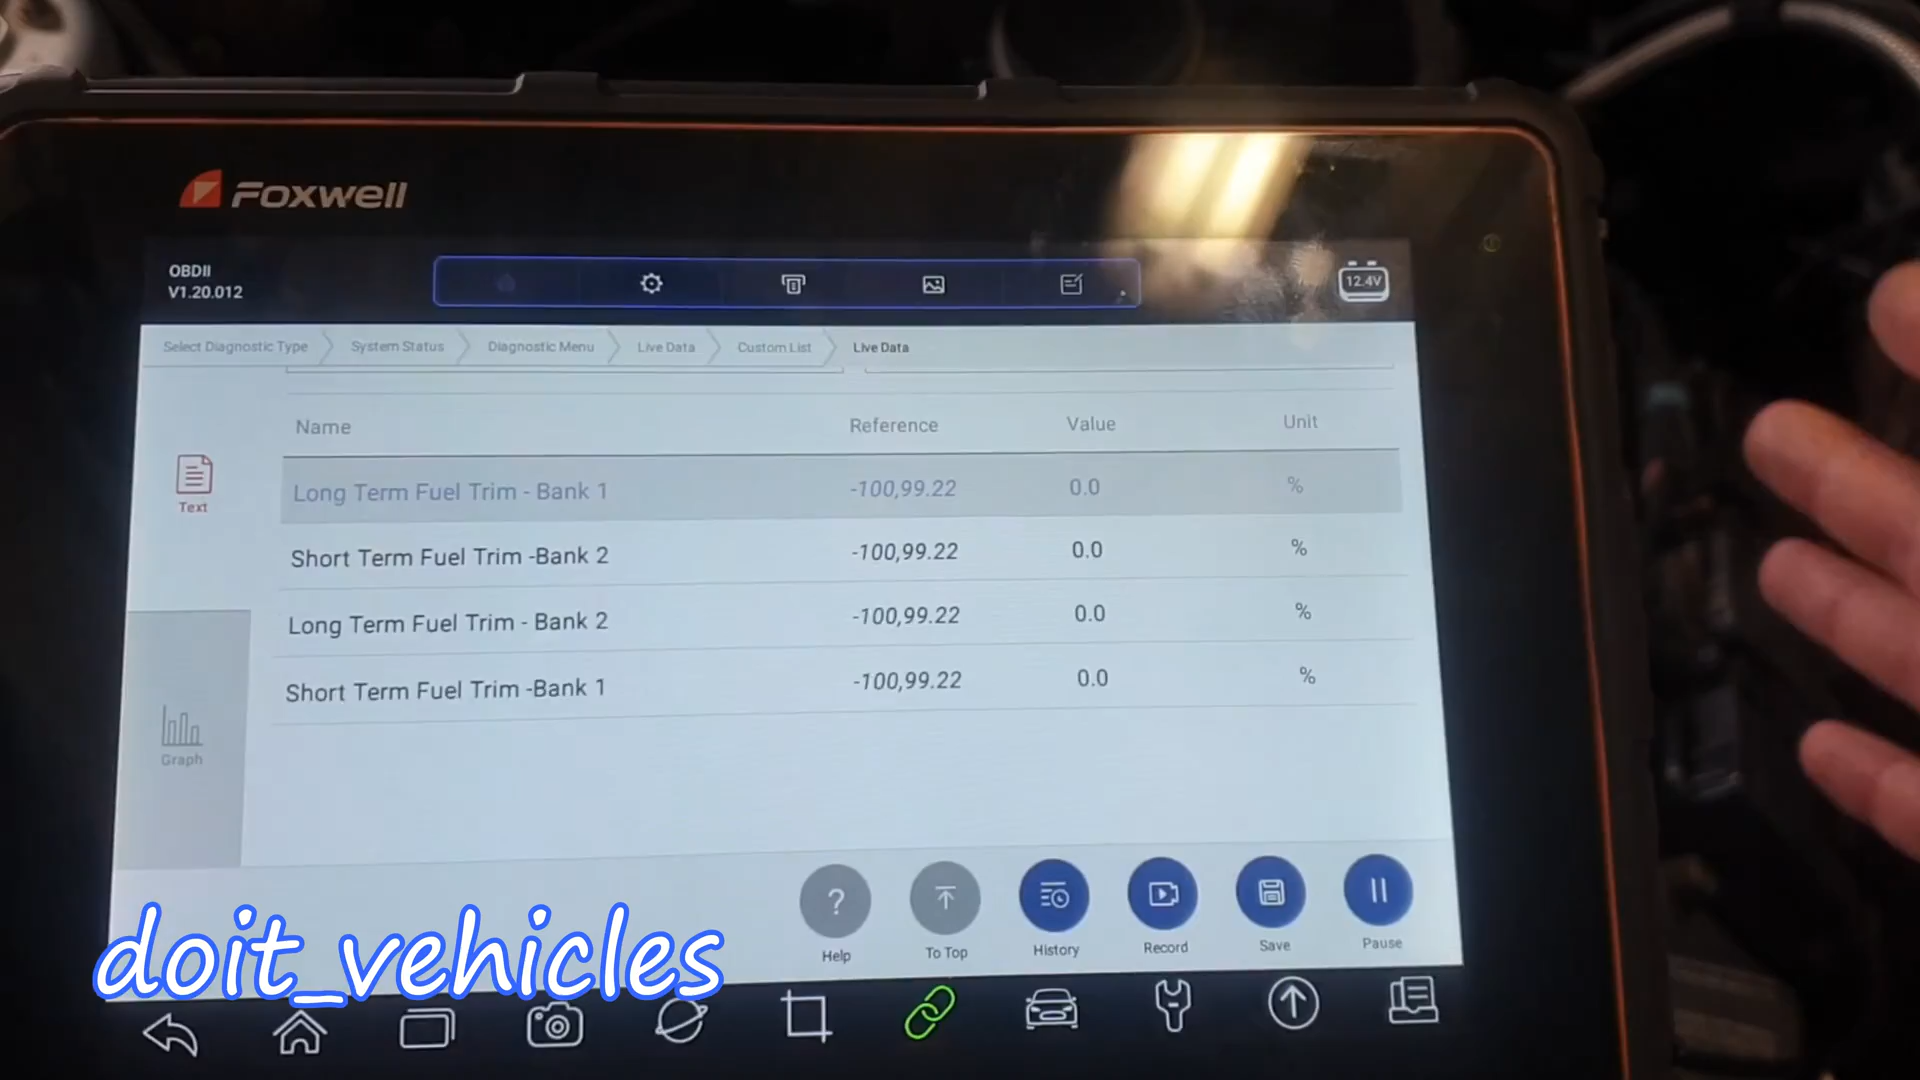 Foxwell
OBDII
V1.20.012
12.4V
Select Diagnostic Type System Status Diagnostic Menu Live Data Custom List Live Data
Name Reference Value Unit
Long Term Fuel Trim - Bank 1 -100,99.22 0.0 %
Short Term Fuel Trim -Bank 2 -100,99.22 0.0 %
Long Term Fuel Trim - Bank 2 -100,99.22 0.0 %
Short Term Fuel Trim -Bank 1 -100,99.22 0.0 %
Text
Graph
? Help To Top History Record Save Pause
doit_vehicles